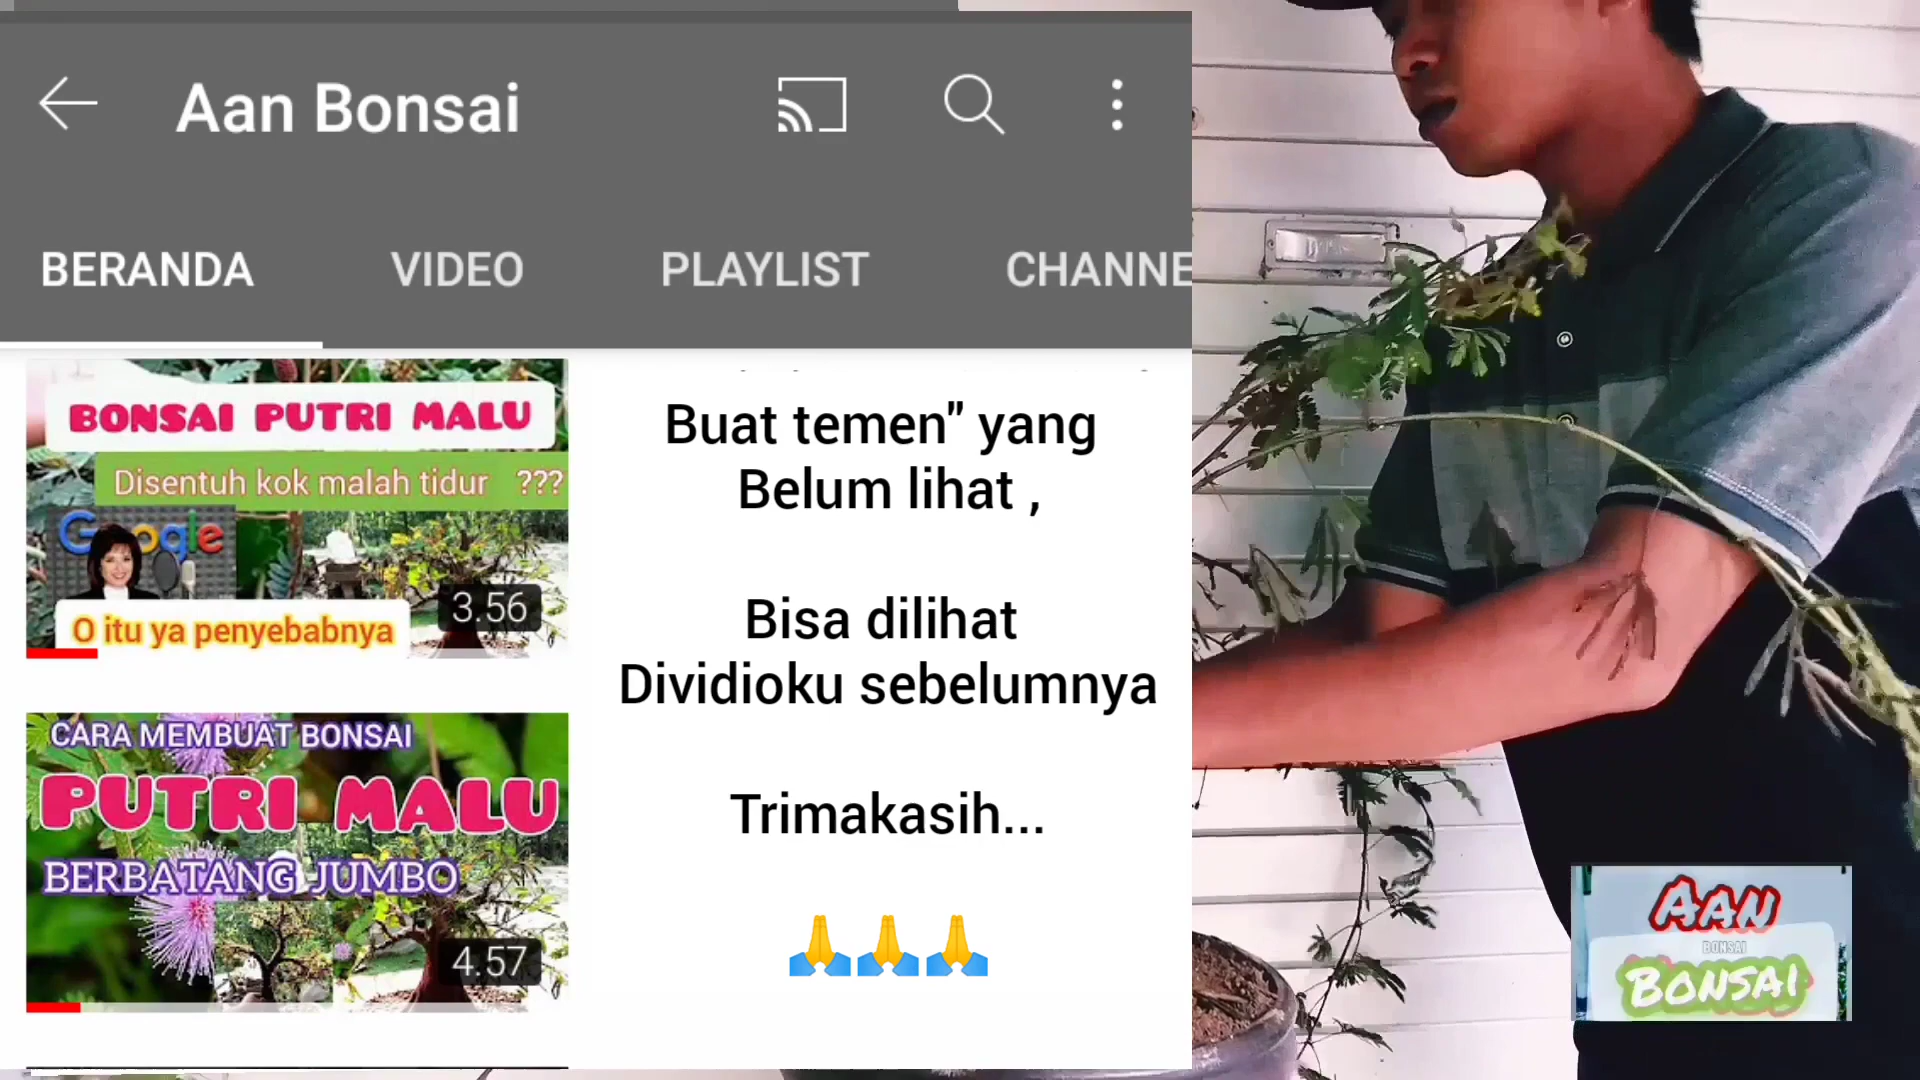 Aan Bonsai
BERANDA VIDEO PLAYLIST CHANNE
BONSAI PUTRI MALU
Disentuh kok malah tidur ???
Google
O itu ya penyebabnya
3.56
CARA MEMBUAT BONSAI
PUTRI MALU
BERBATANG JUMBO
4.57
Buat temen" yang
Belum lihat ,
Bisa dilihat
Dividioku sebelumnya
Trimakasih...
AAN
BONSAI
BONSAI